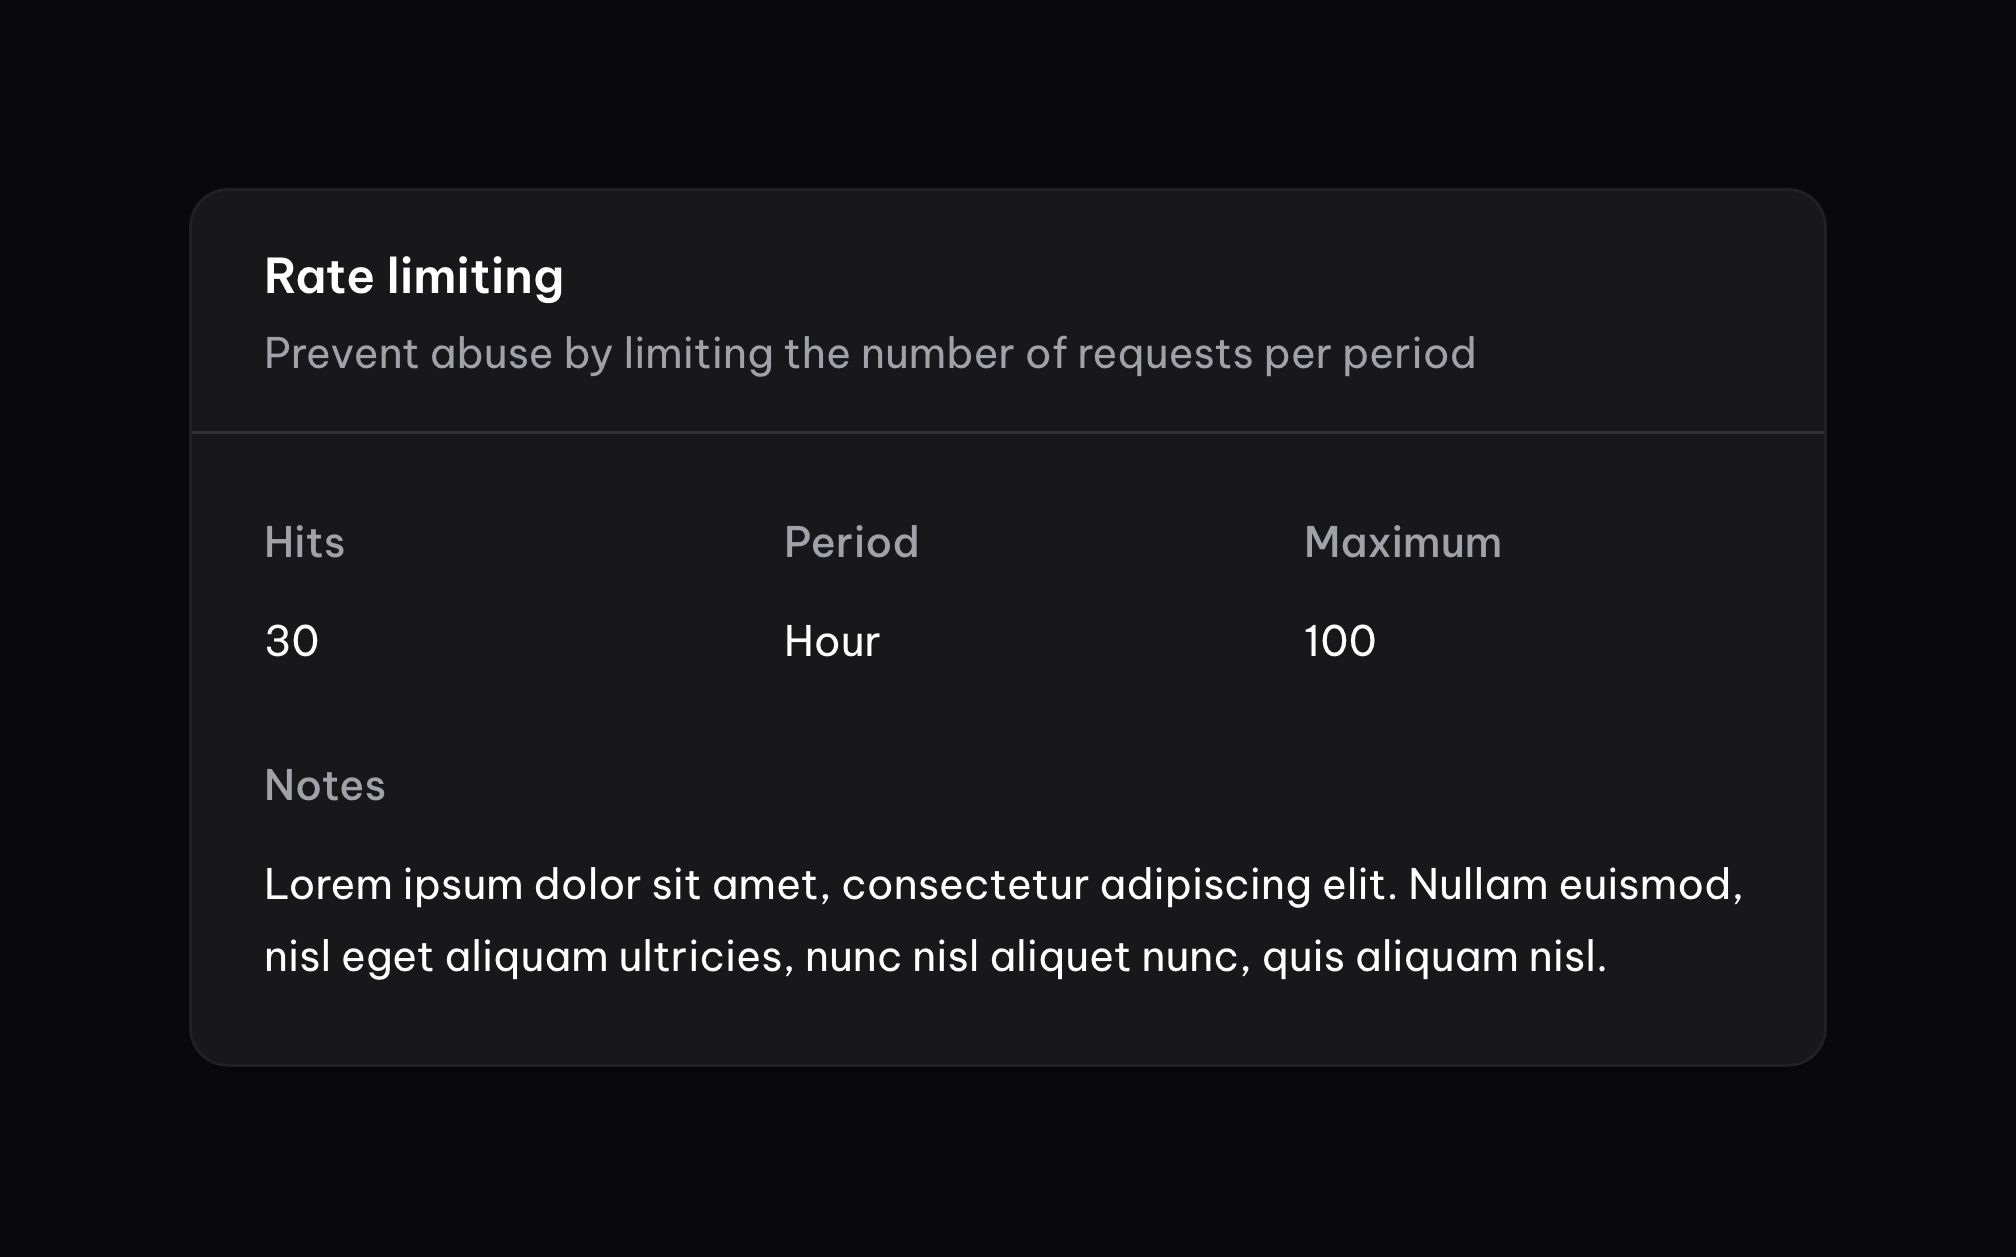 Rate limiting
Prevent abuse by limiting the number of requests per period
Hits
Period
Maximum
30
Hour
100
Notes
Lorem ipsum dolor sit amet, consectetur adipiscing elit. Nullam euismod,
nisl eget aliquam ultricies, nunc nisl aliquet nunc, quis aliquam nisl.